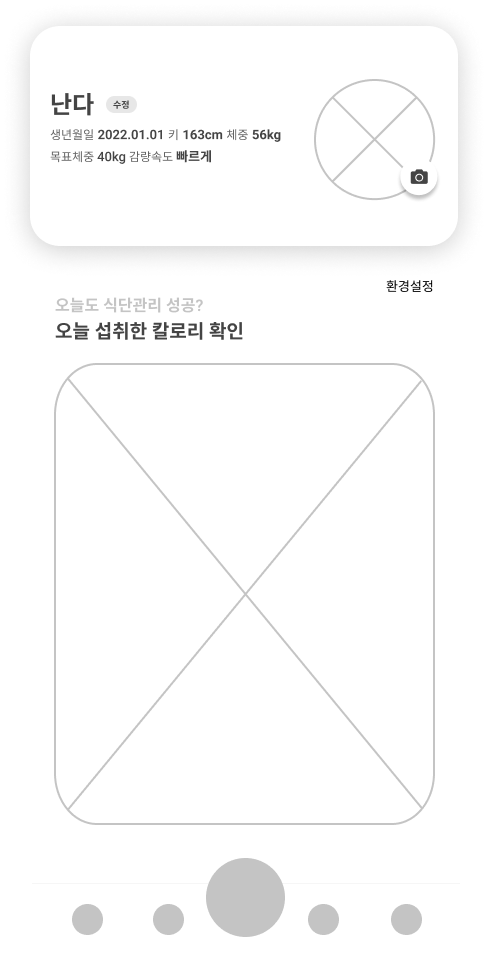 난다 수정
생년월일 2022.01.01 키 163cm 체중 56kg
목표체중 40kg 감량속도 빠르게
환경설정
오늘도 식단관리 성공?
오늘 섭취한 칼로리 확인